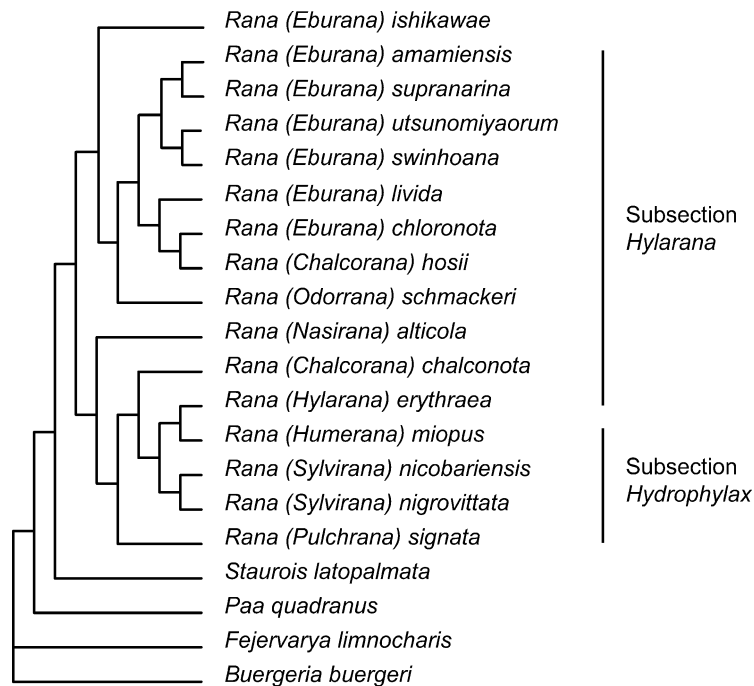 Rana (Eburana) ishikawae
Rana (Eburana) amamiensis
Rana (Eburana) supranarina
Rana (Eburana) utsunomiyaorum
Rana (Eburana) swinhoana
Rana (Eburana) livida
Rana (Eburana) chloronota
Rana (Chalcorana) hosii
Rana (Odorrana) schmackeri
Rana (Nasirana) alticola
Rana (Chalcorana) chalconota
Rana (Hylarana) erythraea
Rana (Humerana) miopus
Rana (Sylvirana) nicobariensis
Rana (Sylvirana) nigrovittata
Rana (Pulchrana) signata
Staurois latopalmata
Paa quadranus
Fejervarya limnocharis
Buergeria buergeri
Subsection
Hylarana
Subsection
Hydrophylax